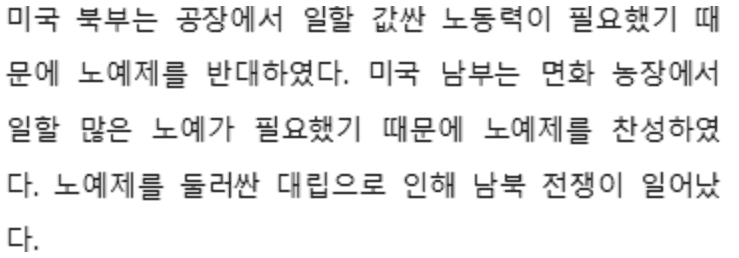 미국 북부는 공장에서 일할 값싼 노동력이 필요했기 때
문에 노예제를 반대하였다. 미국 남부는 면화 농장에서
일할 많은 노예가 필요했기 때문에 노예제를 찬성하였
다. 노예제를 둘러싼 대립으로 인해 남북 전쟁이 일어났
다.